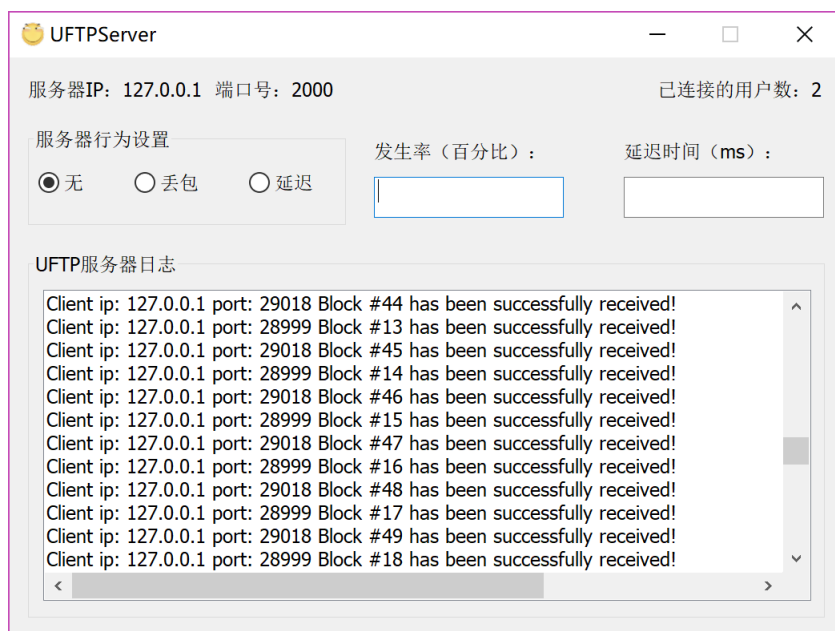 UFTPServer
服务器IP：127.0.0.1 端口号：2000 已连接的用户数：2
服务器行为设置 发生率（百分比）： 延迟时间（ms）：
无 丢包 延迟
UFTP服务器日志
Client ip: 127.0.0.1 port: 29018 Block #44 has been successfully received!
Client ip: 127.0.0.1 port: 28999 Block #13 has been successfully received!
Client ip: 127.0.0.1 port: 29018 Block #45 has been successfully received!
Client ip: 127.0.0.1 port: 28999 Block #14 has been successfully received!
Client ip: 127.0.0.1 port: 29018 Block #46 has been successfully received!
Client ip: 127.0.0.1 port: 28999 Block #15 has been successfully received!
Client ip: 127.0.0.1 port: 29018 Block #47 has been successfully received!
Client ip: 127.0.0.1 port: 28999 Block #16 has been successfully received!
Client ip: 127.0.0.1 port: 29018 Block #48 has been successfully received!
Client ip: 127.0.0.1 port: 28999 Block #17 has been successfully received!
Client ip: 127.0.0.1 port: 29018 Block #49 has been successfully received!
Client ip: 127.0.0.1 port: 28999 Block #18 has been successfully received!